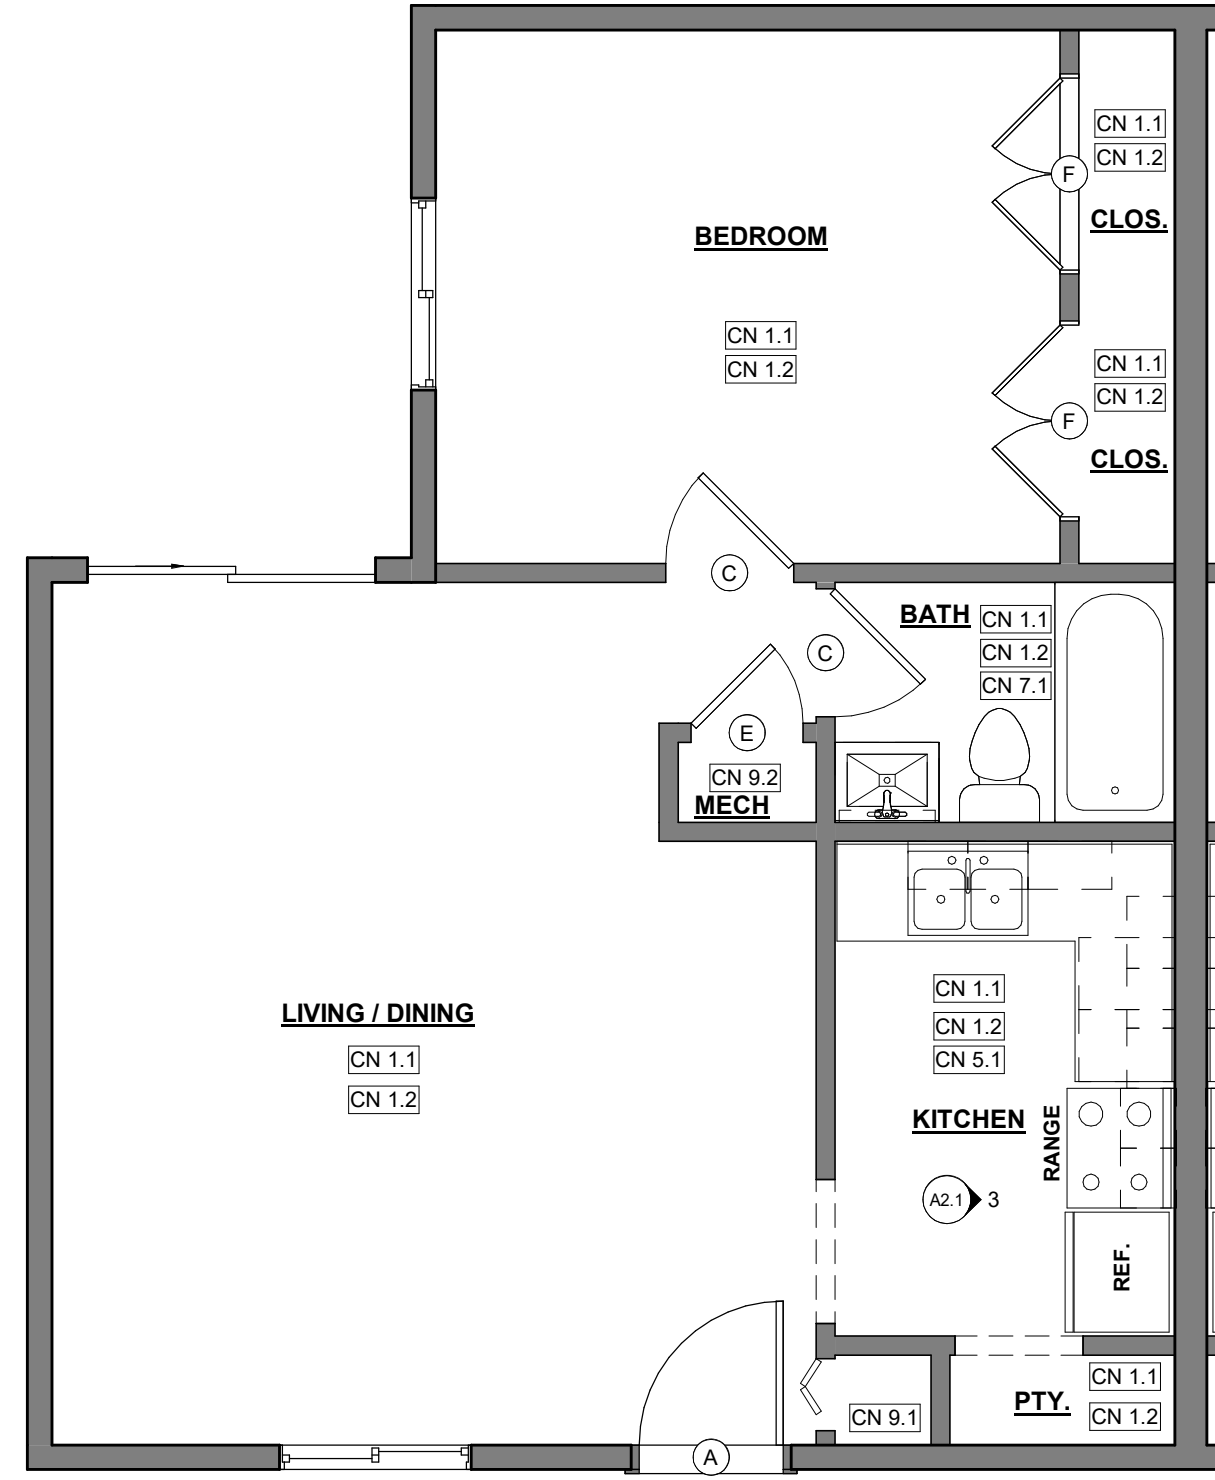 CN 1.1
CN 1.2
F
CLOS.
BEDROOM
CN 1.1
CN 1.2
CN 1.1
CN 1.2
F
CLOS.
C
BATH
CN 1.1
CN 1.2
CN 7.1
C
E
CN 9.2
MECH
LIVING / DINING
CN 1.1
CN 1.2
CN 1.1
CN 1.2
CN 5.1
KITCHEN
RANGE
A2.1
3
REF.
CN 1.1
PTY.
CN 1.2
CN 9.1
A